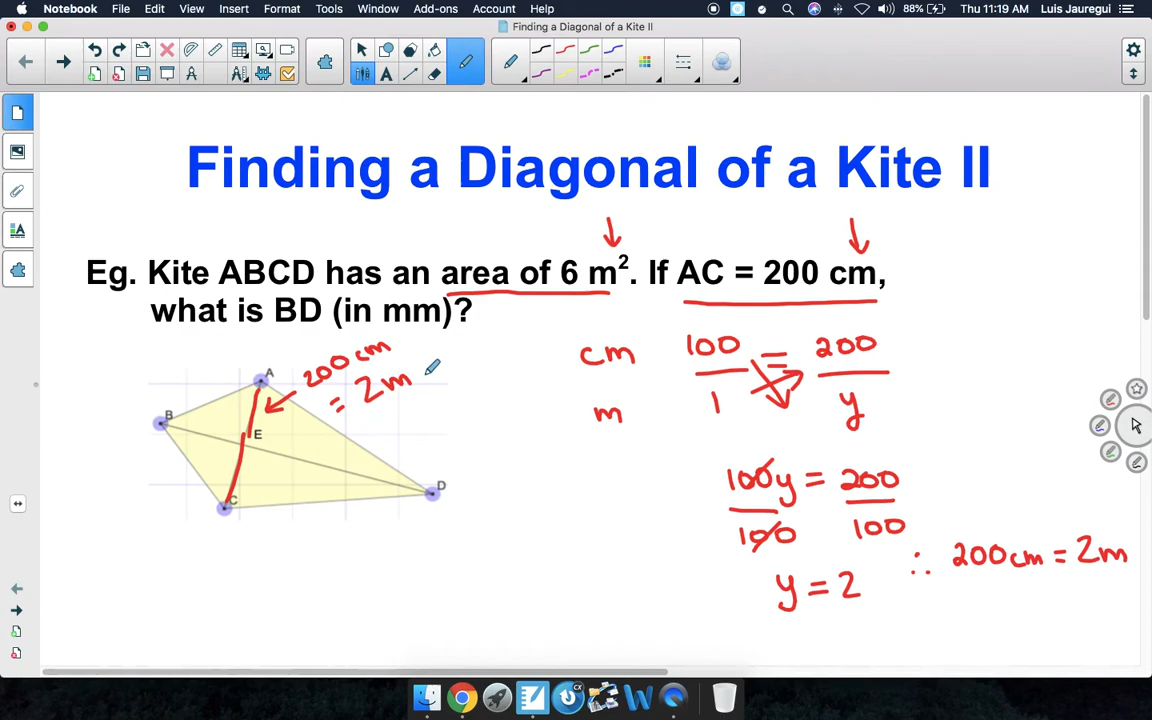 Notebook File Edit View Insert Format Tools Window Add-ons Account Help 88% Thu 11:19 AM Luis Jauregui
Finding a Diagonal of a Kite II
Finding a Diagonal of a Kite II
Eg. Kite ABCD has an area of 6 m². If AC = 200 cm,
what is BD (in mm)?
cm 100 = 200
m 1 y
200 cm
= 2m
A
B
E
C
D
100y = 200
100 100
y = 2
∴ 200cm = 2m